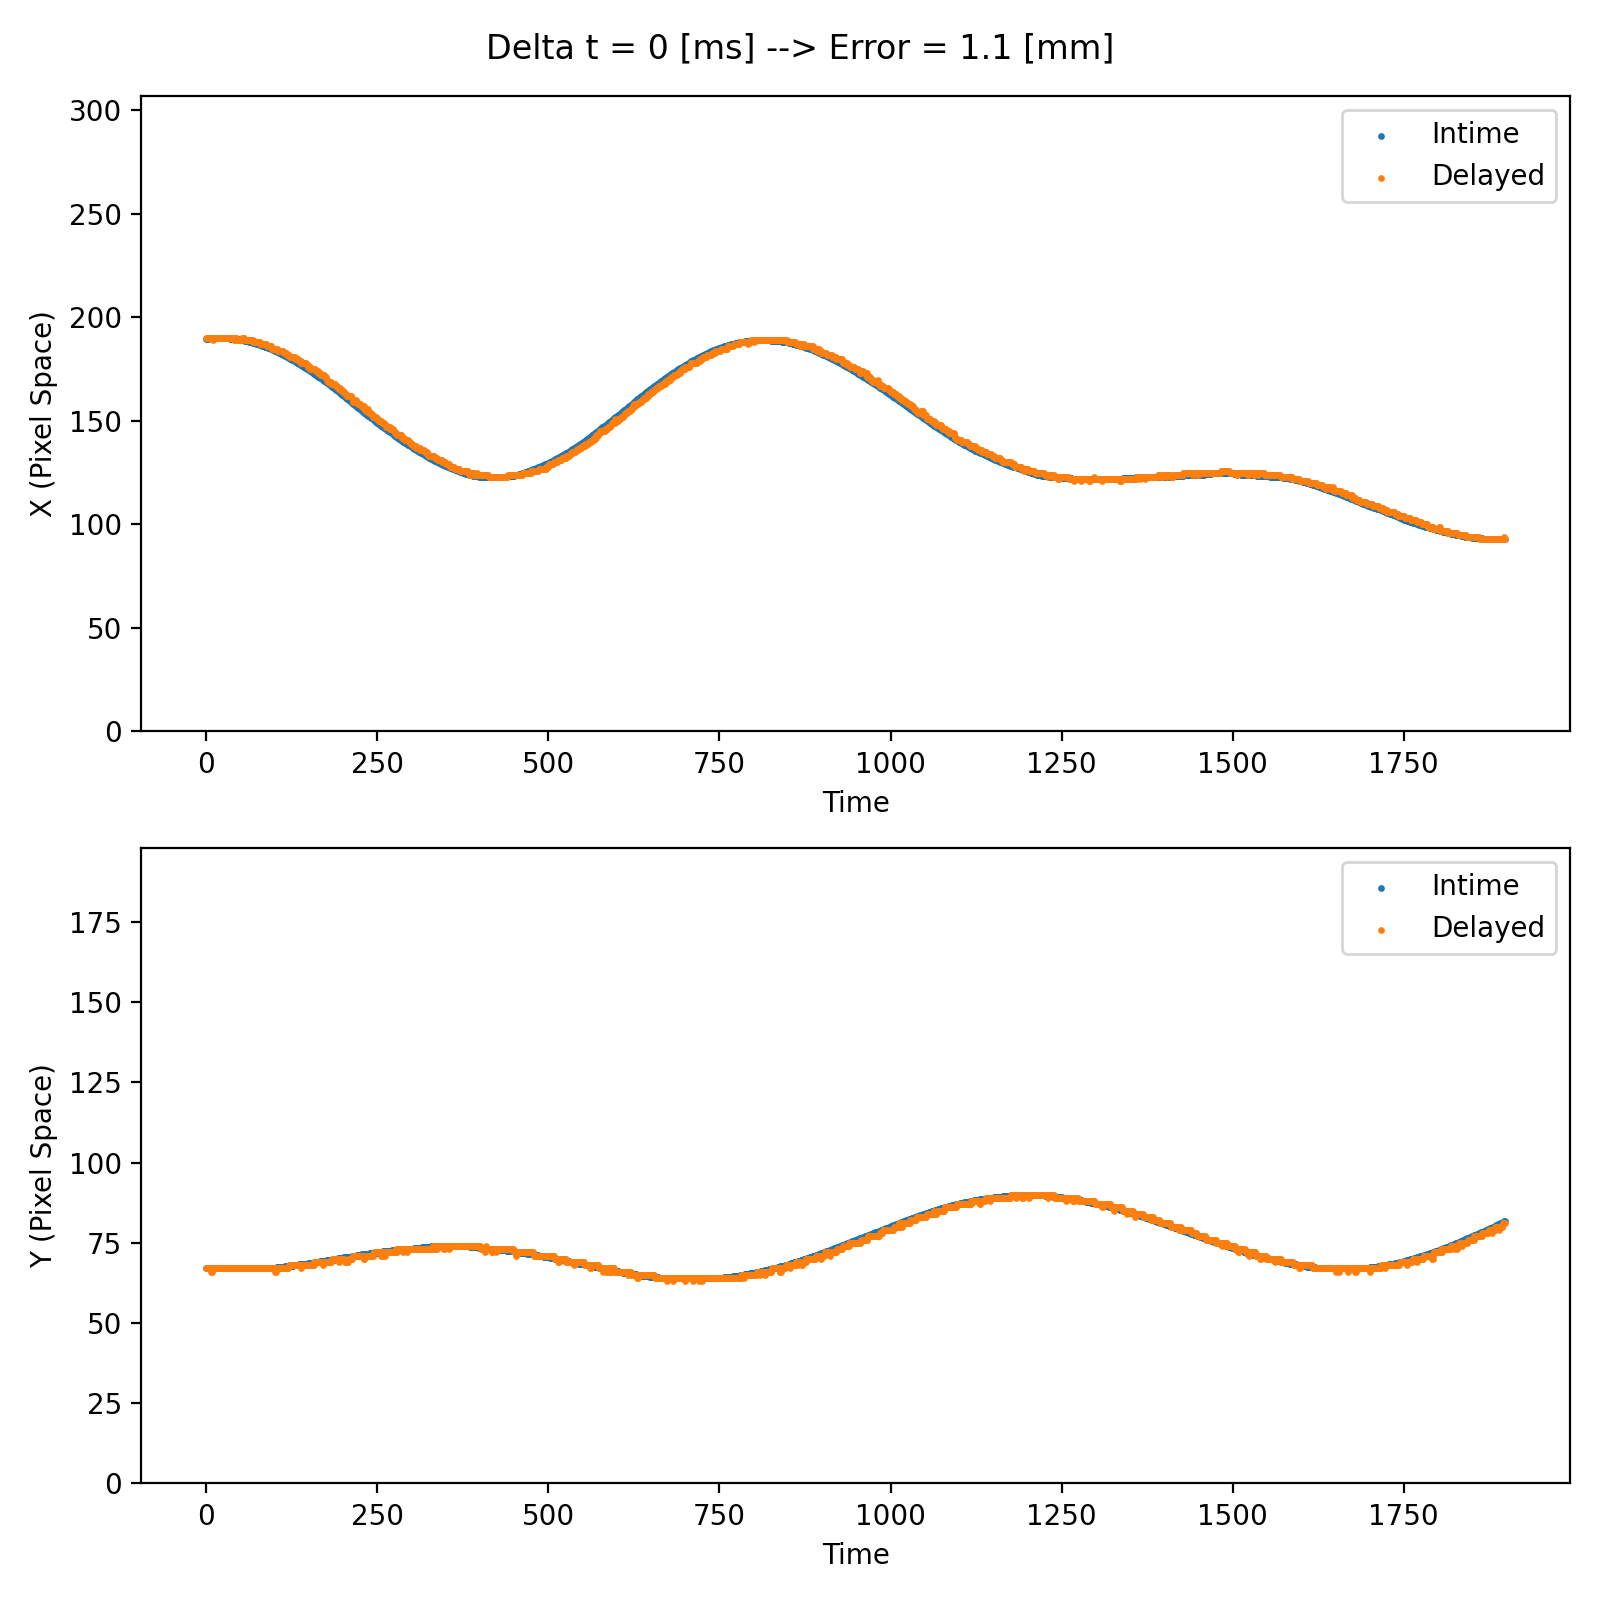 Delta t = 0 [ms] --> Error = 1.1 [mm]
300
250
200
150
100
50
0
X (Pixel Space)
Intime
Delayed
0 250 500 750 1000 1250 1500 1750
Time
175
150
125
100
75
50
25
0
Y (Pixel Space)
Intime
Delayed
0 250 500 750 1000 1250 1500 1750
Time